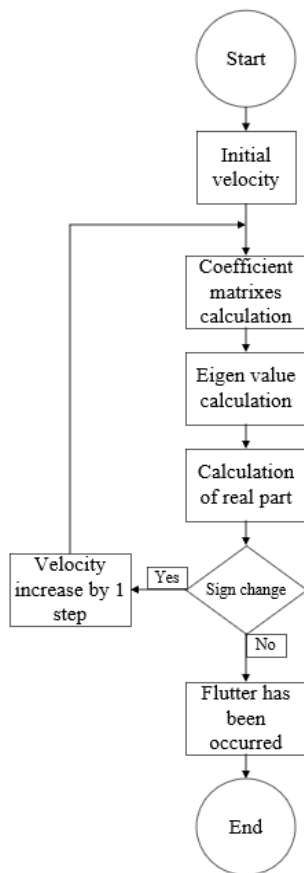 Start
Initial
velocity
Coefficient
matrixes
calculation
Eigen value
calculation
Calculation
of real part
Velocity
increase by 1
step
Yes
Sign change
No
Flutter has
been
occurred
End